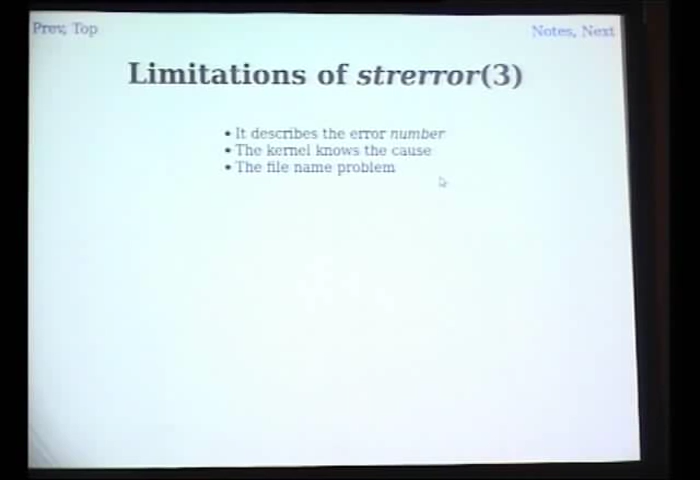 Prev, Top
Notes, Next
Limitations of strerror(3)
• It describes the error number
• The kernel knows the cause
• The file name problem